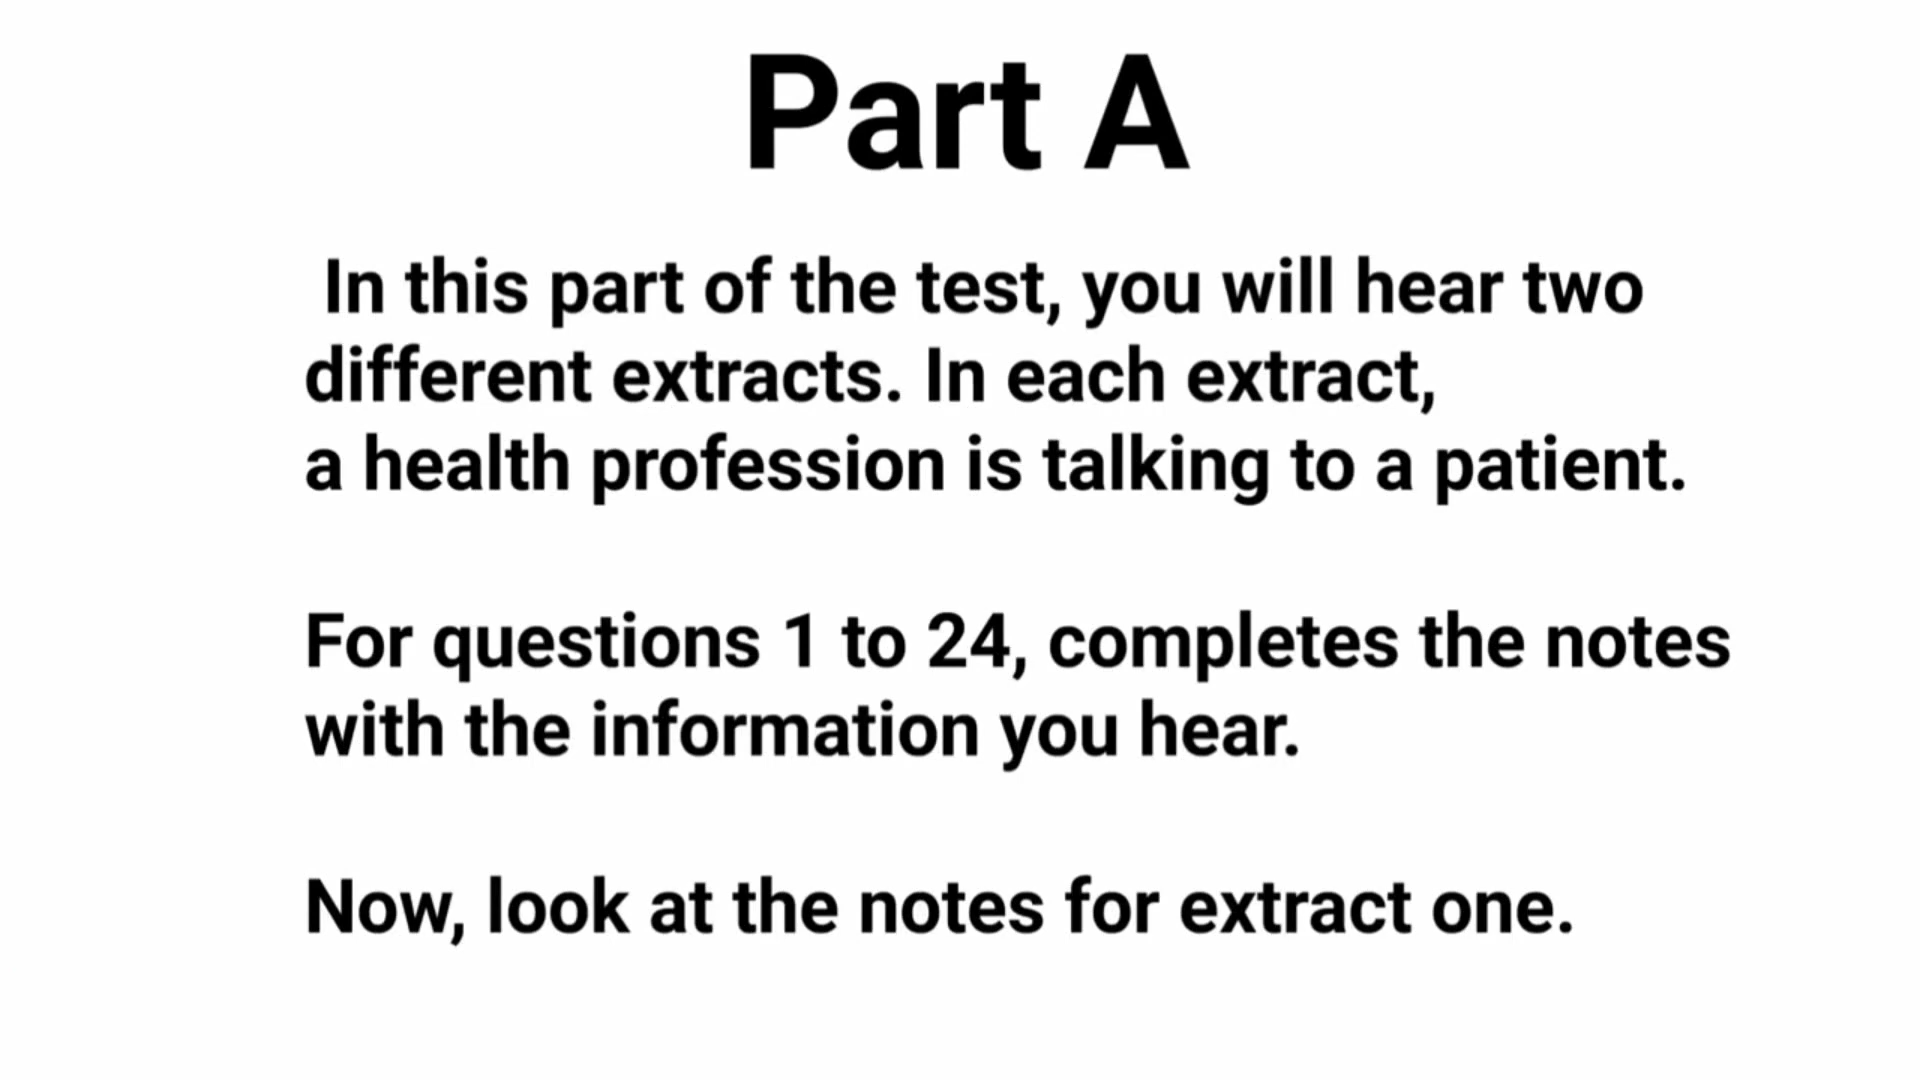 Part A
In this part of the test, you will hear two
different extracts. In each extract,
a health profession is talking to a patient.
For questions 1 to 24, completes the notes
with the information you hear.
Now, look at the notes for extract one.